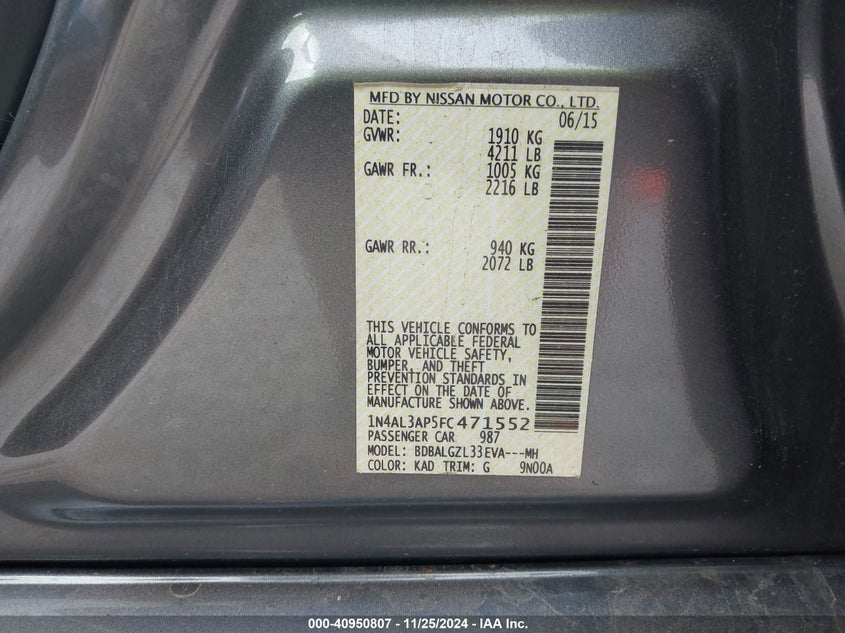 MFD BY NISSAN MOTOR CO., LTD.
DATE: 06/15
GVWR: 1910 KG
4211 LB
GAWR FR.: 1005 KG
2216 LB
GAWR RR.: 940 KG
2072 LB
THIS VEHICLE CONFORMS TO
ALL APPLICABLE FEDERAL
MOTOR VEHICLE SAFETY,
BUMPER, AND THEFT
PREVENTION STANDARDS IN
EFFECT ON THE DATE OF
MANUFACTURE SHOWN ABOVE.
1N4AL3AP5FC471552
PASSENGER CAR 987
MODEL: BDBALGZL33EVA---MH
COLOR: KAD TRIM: G 9N00A
000-40950807 - 11/25/2024 - IAA Inc.